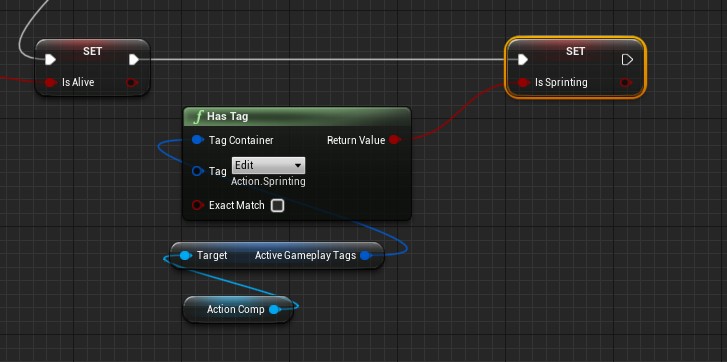 SET
SET
Is Alive
Is Sprinting
f Has Tag
Tag Container
Return Value
Tag
Edit
Action.Sprinting
Exact Match
Target
Active Gameplay Tags
Action Comp